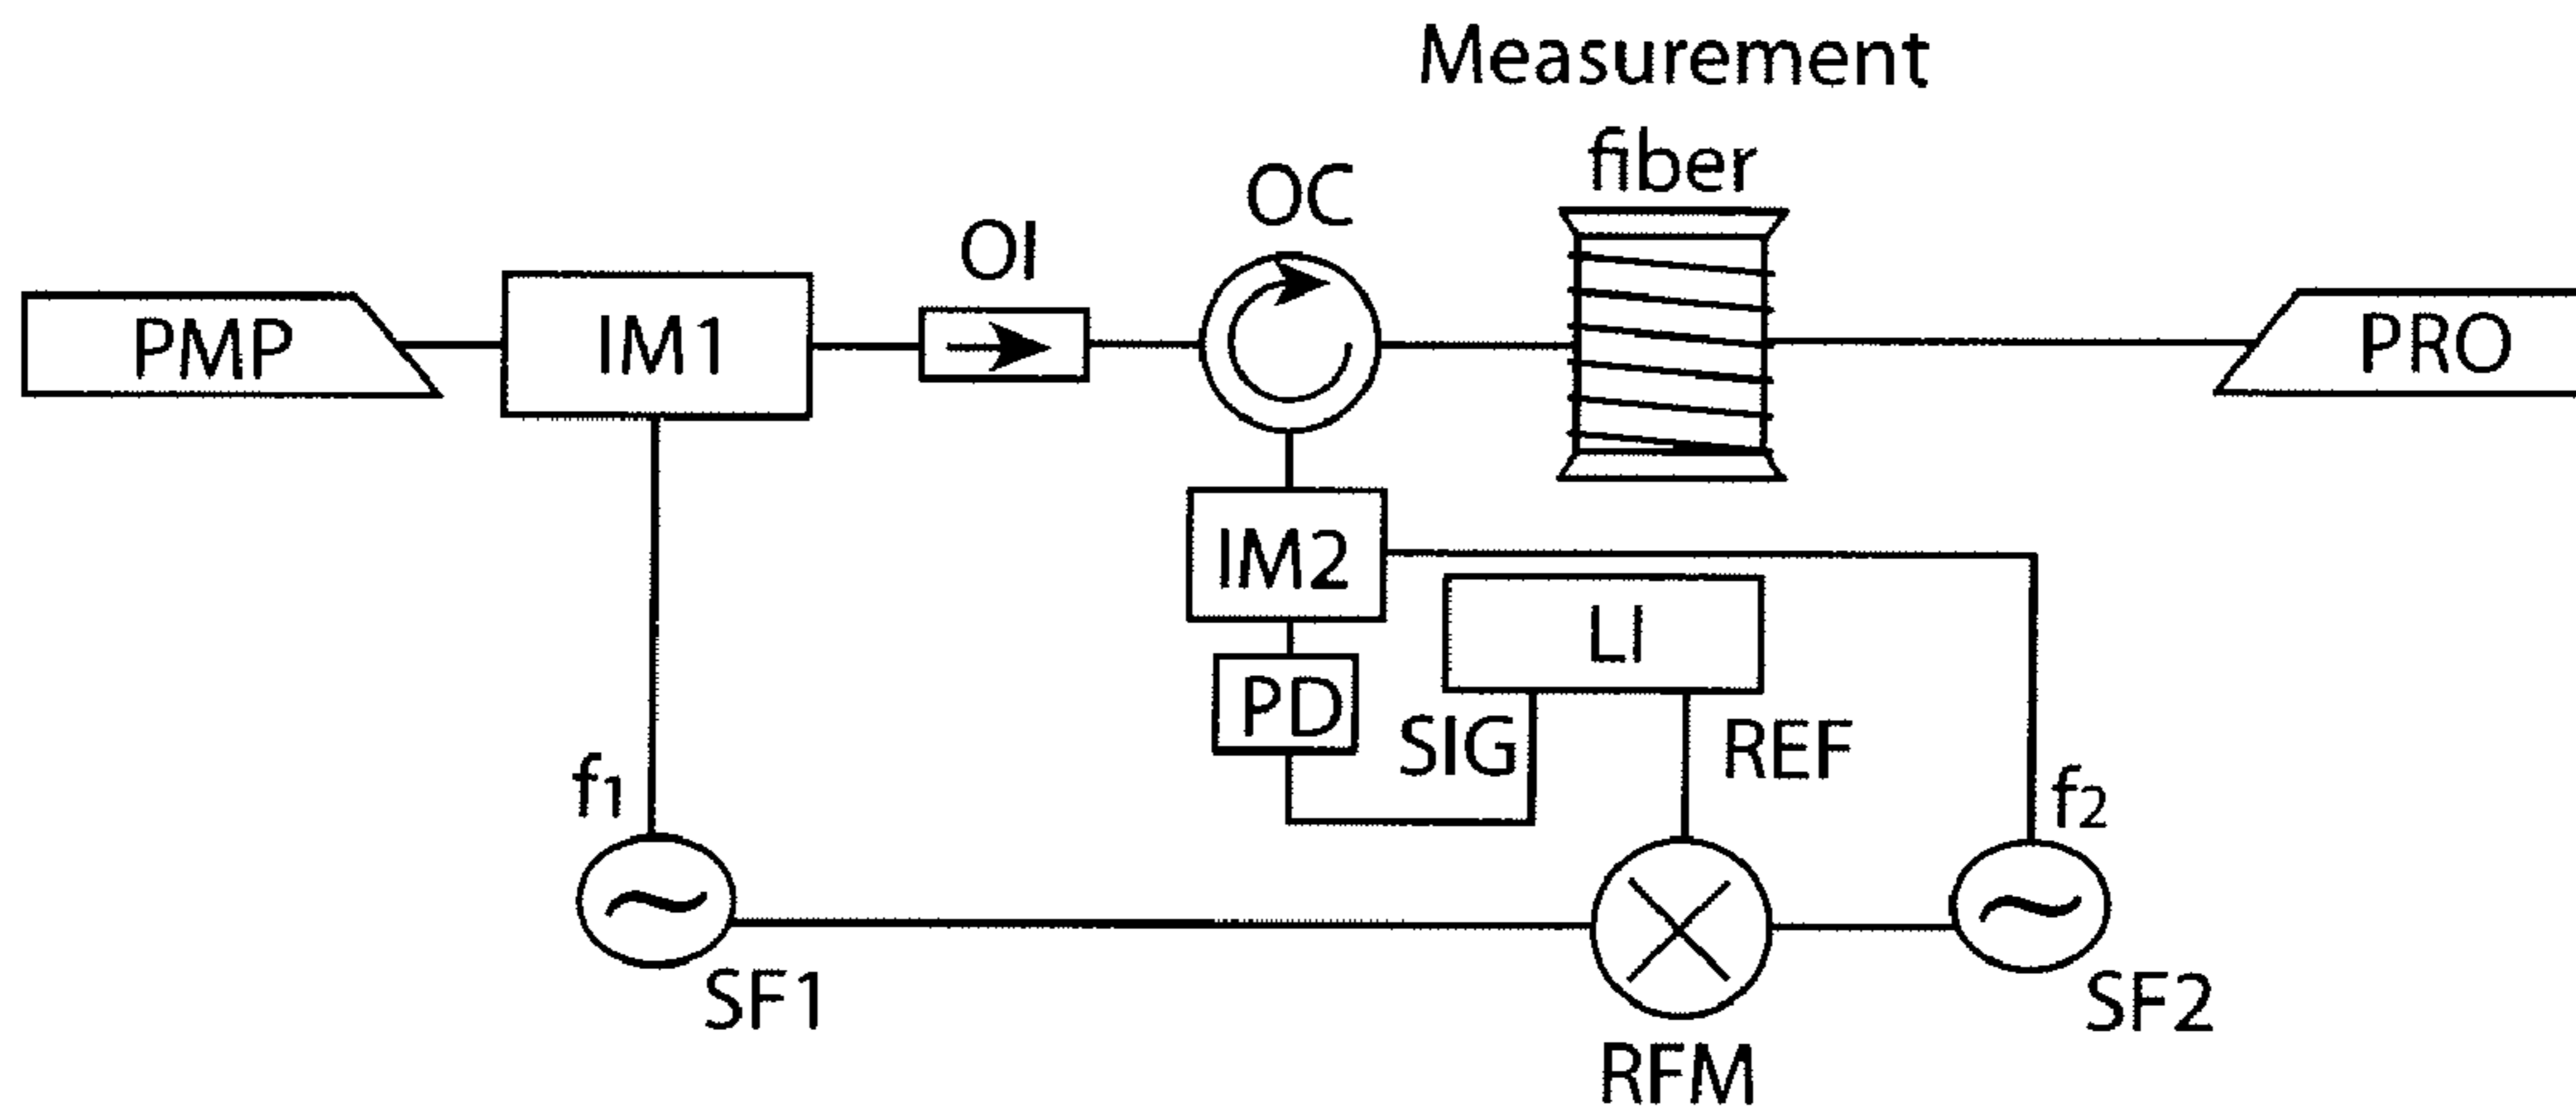 Measurement
fiber
OC
OI
PMP
IM1
PRO
IM2
LI
PD
SIG
REF
f1
f2
SF1
SF2
RFM